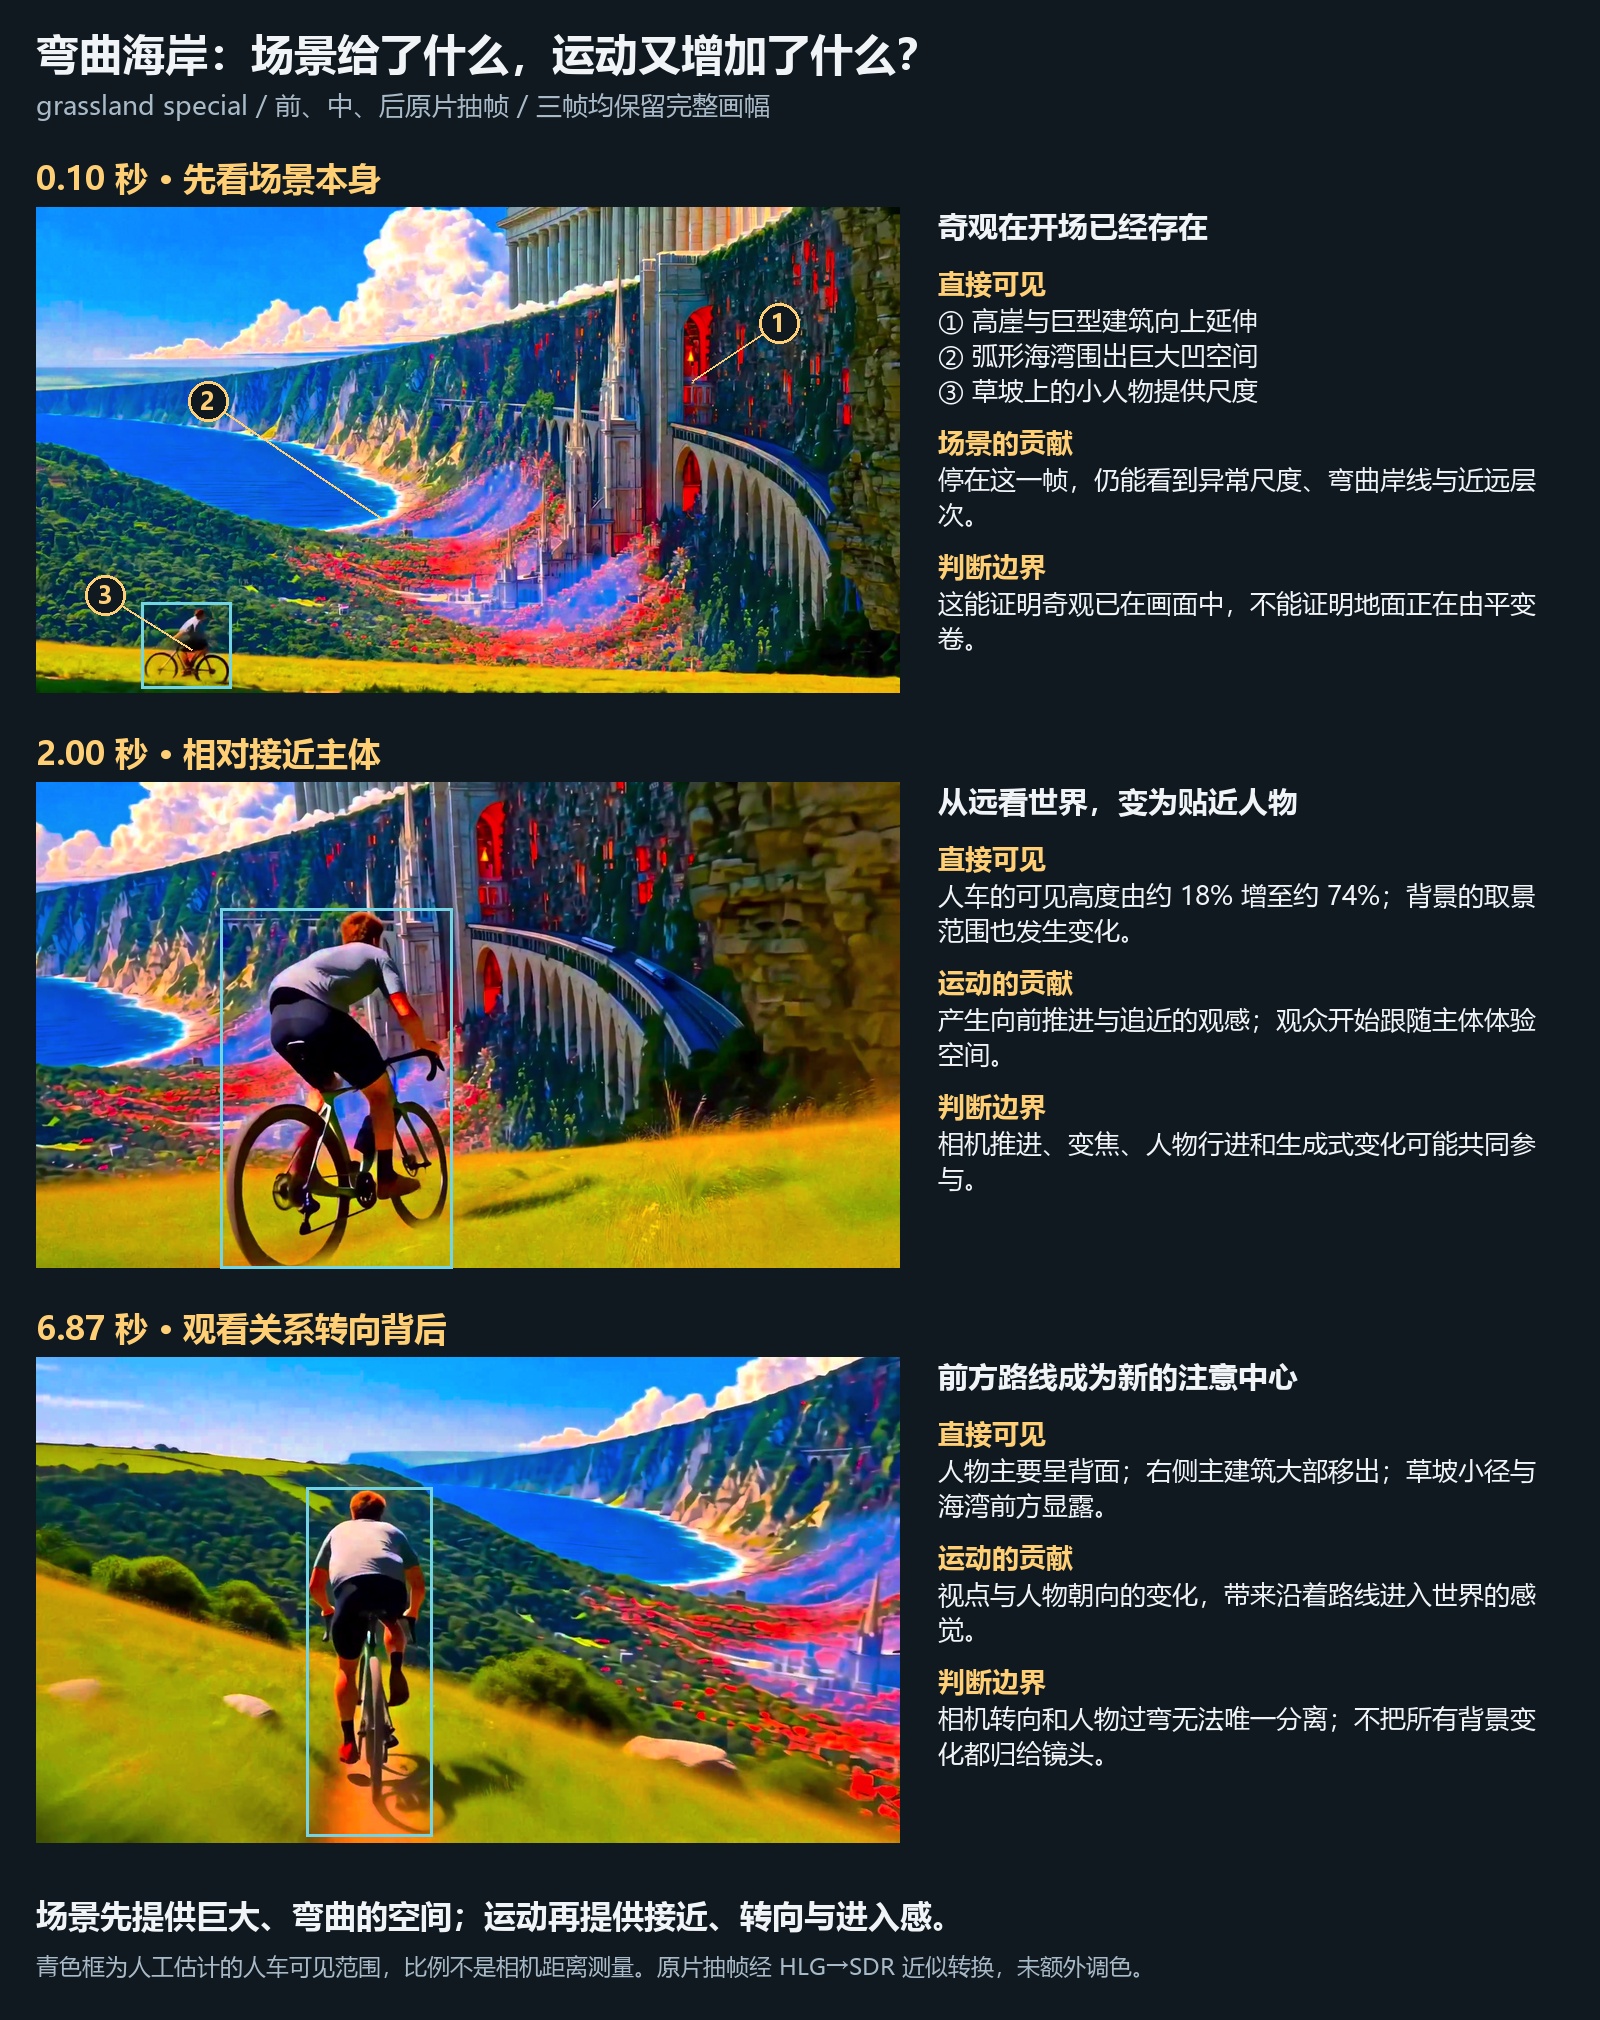 弯曲海岸：场景给了什么，运动又增加了什么？
grassland special / 前、中、后原片抽帧 / 三帧均保留完整画幅
0.10 秒 • 先看场景本身
1
2
3
奇观在开场已经存在
直接可见
① 高崖与巨型建筑向上延伸
② 弧形海湾围出巨大凹空间
③ 草坡上的小人物提供尺度
场景的贡献
停在这一帧，仍能看到异常尺度、弯曲岸线与近远层
次。
判断边界
这能证明奇观已在画面中，不能证明地面正在由平变
卷。
2.00 秒 • 相对接近主体
从远看世界，变为贴近人物
直接可见
人车的可见高度由约 18% 增至约 74%；背景的取景
范围也发生变化。
运动的贡献
产生向前推进与追近的观感；观众开始跟随主体体验
空间。
判断边界
相机推进、变焦、人物行进和生成式变化可能共同参
与。
6.87 秒 • 观看关系转向背后
前方路线成为新的注意中心
直接可见
人物主要呈背面；右侧主建筑大部移出；草坡小径与
海湾前方显露。
运动的贡献
视点与人物朝向的变化，带来沿着路线进入世界的感
觉。
判断边界
相机转向和人物过弯无法唯一分离；不把所有背景变
化都归给镜头。
场景先提供巨大、弯曲的空间；运动再提供接近、转向与进入感。
青色框为人工估计的人车可见范围，比例不是相机距离测量。原片抽帧经 HLG→SDR 近似转换，未额外调色。